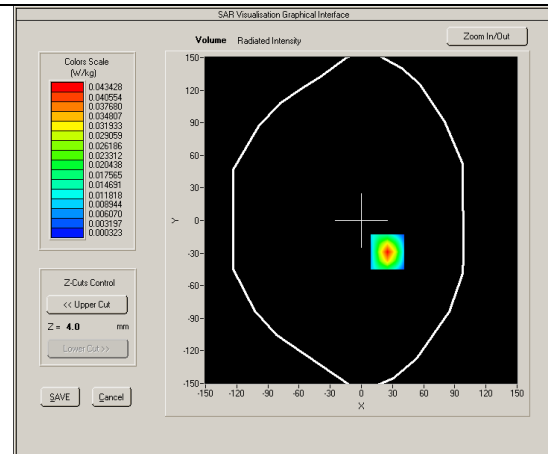 SAR Visualisation Graphical Interface
Volume Radiated Intensity
Zoom In/Out
Colors Scale
(W/kg)
0.043428
0.040554
0.037680
0.034807
0.031933
0.029059
0.026186
0.023312
0.020438
0.017565
0.014691
0.011818
0.008944
0.006070
0.003197
0.000323
Z-Cuts Control
<< Upper Cut
Z = 4.0 mm
Lower Cut >>
SAVE Cancel
150
120
90
60
30
0
-30
-60
-90
-120
-150
Y
-150 -120 -90 -60 -30 0 30 60 90 120 150
X